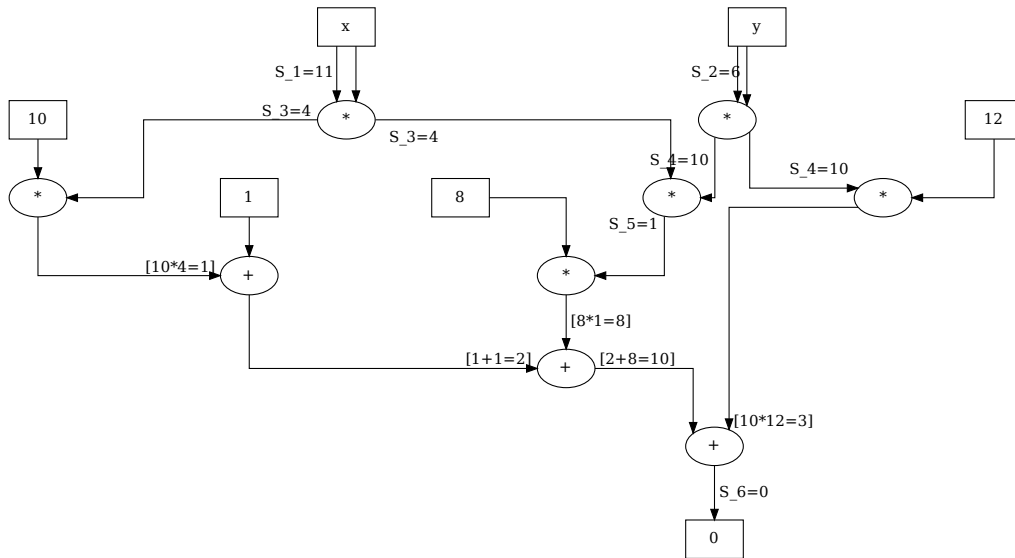 x
y
S_1=11
S_2=6
10
S_3=4
*
S_3=4
*
12
S_4=10
S_4=10
*
1
8
*
*
S_5=1
[10*4=1]
+
*
[8*1=8]
[1+1=2]
+
[2+8=10]
[10*12=3]
+
S_6=0
0